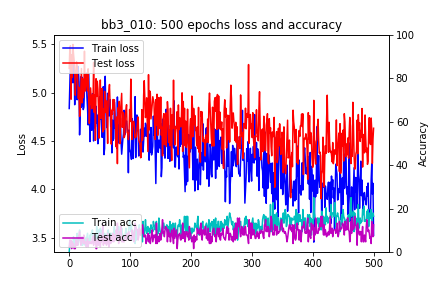 bb3_010: 500 epochs loss and accuracy
Train loss
Test loss
Train acc
Test acc
Loss
5.5
5.0
4.5
4.0
3.5
Accuracy
100
80
60
40
20
0
0
100
200
300
400
500